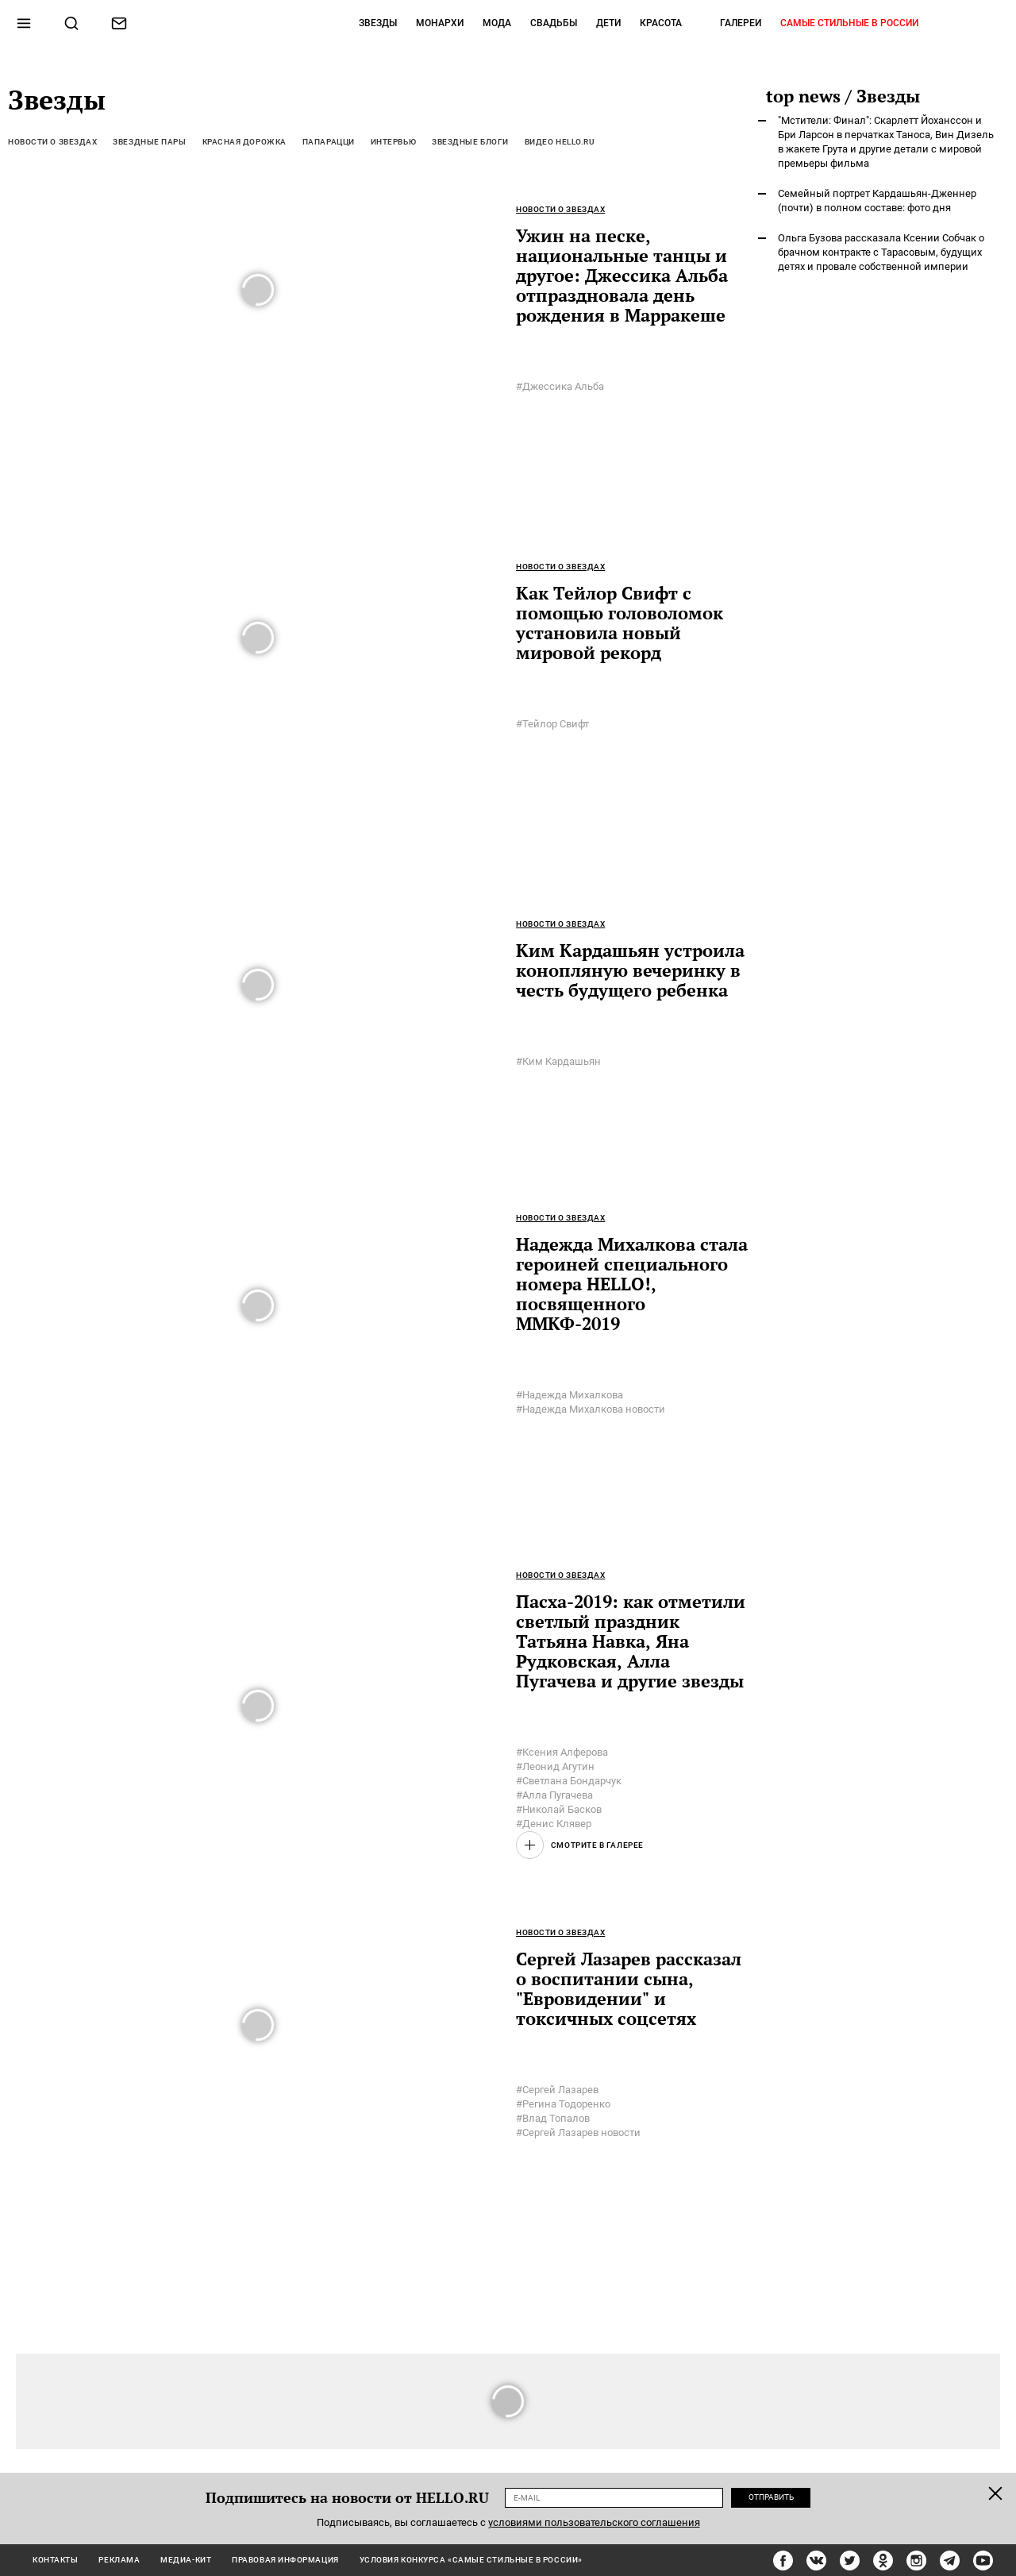 ЗВЕЗДЫ МОНАРХИ МОДА СВАДЬБЫ ДЕТИ КРАСОТА ГАЛЕРЕИ САМЫЕ СТИЛЬНЫЕ В РОССИИ
Звезды
НОВОСТИ О ЗВЕЗДАХ ЗВЕЗДНЫЕ ПАРЫ КРАСНАЯ ДОРОЖКА ПАПАРАЦЦИ ИНТЕРВЬЮ ЗВЕЗДНЫЕ БЛОГИ ВИДЕО HELLO.RU
top news / Звезды
"Мстители: Финал": Скарлетт Йоханссон и
Бри Ларсон в перчатках Таноса, Вин Дизель
в жакете Грута и другие детали с мировой
премьеры фильма
Семейный портрет Кардашьян-Дженнер
(почти) в полном составе: фото дня
Ольга Бузова рассказала Ксении Собчак о
брачном контракте с Тарасовым, будущих
детях и провале собственной империи
НОВОСТИ О ЗВЕЗДАХ
Ужин на песке,
национальные танцы и
другое: Джессика Альба
отпраздновала день
рождения в Марракеше
#Джессика Альба
НОВОСТИ О ЗВЕЗДАХ
Как Тейлор Свифт с
помощью головоломок
установила новый
мировой рекорд
#Тейлор Свифт
НОВОСТИ О ЗВЕЗДАХ
Ким Кардашьян устроила
конопляную вечеринку в
честь будущего ребенка
#Ким Кардашьян
НОВОСТИ О ЗВЕЗДАХ
Надежда Михалкова стала
героиней специального
номера HELLO!,
посвященного
ММКФ-2019
#Надежда Михалкова
#Надежда Михалкова новости
НОВОСТИ О ЗВЕЗДАХ
Пасха-2019: как отметили
светлый праздник
Татьяна Навка, Яна
Рудковская, Алла
Пугачева и другие звезды
#Ксения Алферова
#Леонид Агутин
#Светлана Бондарчук
#Алла Пугачева
#Николай Басков
#Денис Клявер
СМОТРИТЕ В ГАЛЕРЕЕ
НОВОСТИ О ЗВЕЗДАХ
Сергей Лазарев рассказал
о воспитании сына,
"Евровидении" и
токсичных соцсетях
#Сергей Лазарев
#Регина Тодоренко
#Влад Топалов
#Сергей Лазарев новости
Подпишитесь на новости от HELLO.RU E-MAIL ОТПРАВИТЬ
Подписываясь, вы соглашаетесь с условиями пользовательского соглашения
КОНТАКТЫ РЕКЛАМА МЕДИА-КИТ ПРАВОВАЯ ИНФОРМАЦИЯ УСЛОВИЯ КОНКУРСА «САМЫЕ СТИЛЬНЫЕ В РОССИИ»